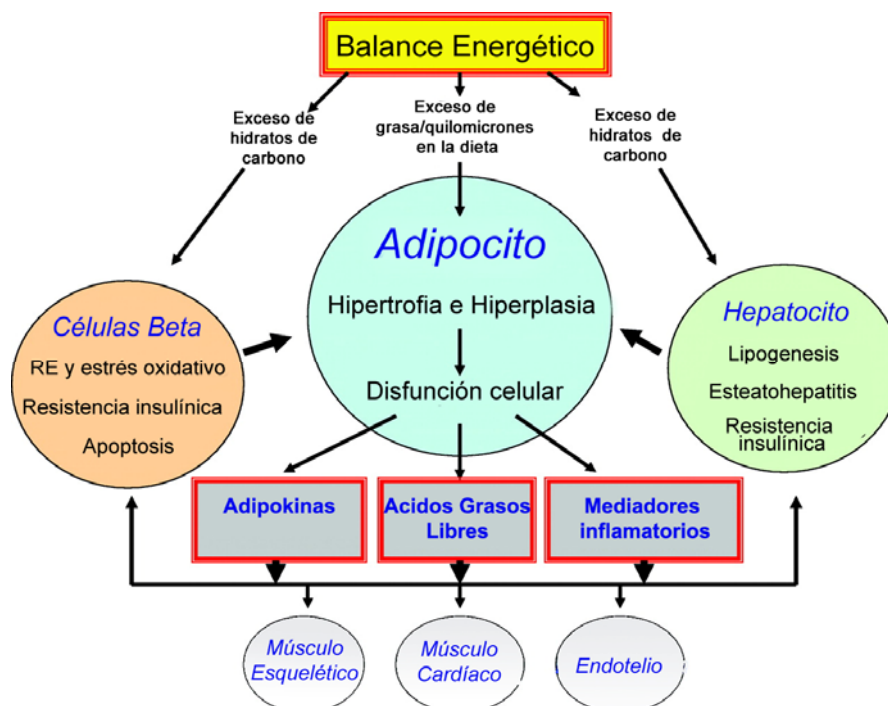 Balance Energético
Exceso de
hidratos de
carbono
Exceso de
grasa/quilomicrones
en la dieta
Exceso de
hidratos de
carbono
Adipocito
Hipertrofia e Hiperplasia
Disfunción celular
Células Beta
RE y estrés oxidativo
Resistencia insulínica
Apoptosis
Hepatocito
Lipogenesis
Esteatohepatitis
Resistencia
insulínica
Adipokinas
Acidos Grasos
Libres
Mediadores
inflamatorios
Músculo
Esquelético
Músculo
Cardíaco
Endotelio